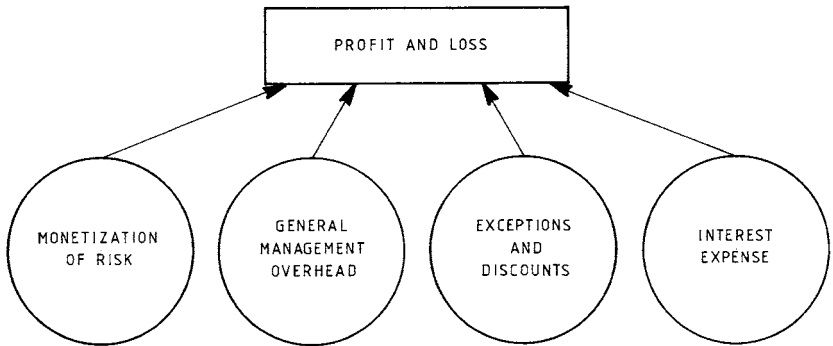 PROFIT AND LOSS
MONETIZATION
OF RISK
GENERAL
MANAGEMENT
OVERHEAD
EXCEPTIONS
AND
DISCOUNTS
INTEREST
EXPENSE